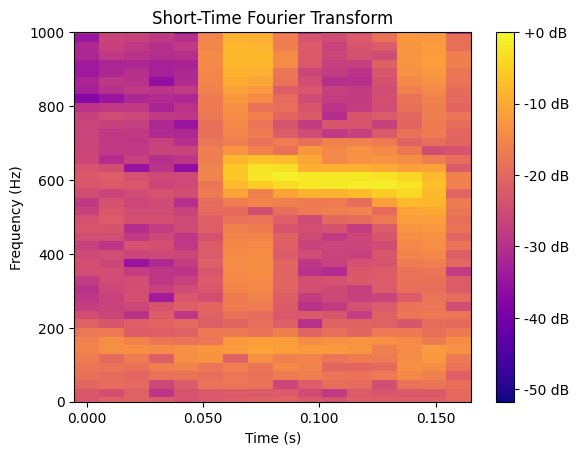 Short-Time Fourier Transform
1000
800
600
400
200
0
Frequency (Hz)
0.000
0.050
0.100
0.150
Time (s)
+0 dB
-10 dB
-20 dB
-30 dB
-40 dB
-50 dB